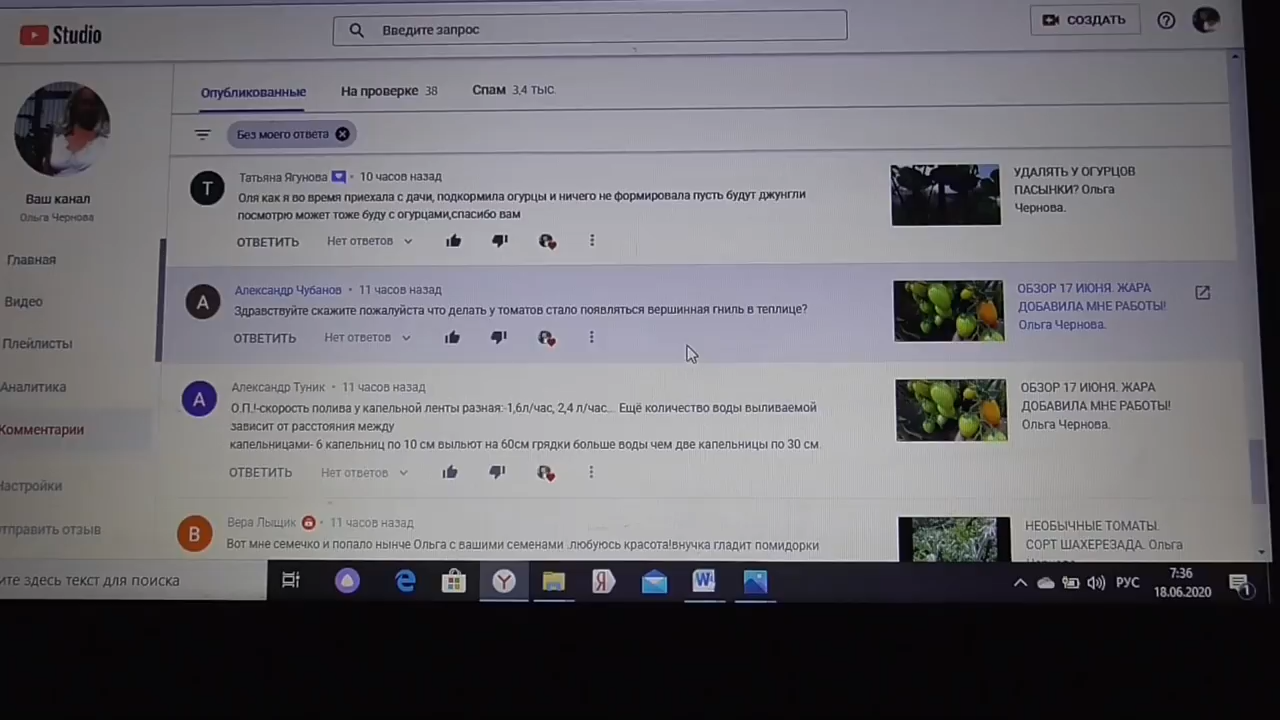 Studio
Введите запрос
СОЗДАТЬ
Ваш канал
Ольга Чернова
Главная
Видео
Плейлисты
Аналитика
Комментарии
Настройки
тправить отзыв
Опубликованные
На проверке 38
Спам 3,4 тыс.
Без моего ответа
Т
Татьяна Ягунова • 10 часов назад
Оля как я во время приехала с дачи, подкормила огурцы и ничего не формировала пусть будут джунгли
посмотрю может тоже буду с огурцами,спасибо вам
ОТВЕТИТЬ Нет ответов
УДАЛЯТЬ У ОГУРЦОВ
ПАСЫНКИ? Ольга
Чернова.
А
Александр Чубанов • 11 часов назад
Здравствуйте скажите пожалуйста что делать у томатов стало появляться вершинная гниль в теплице?
ОТВЕТИТЬ Нет ответов
ОБЗОР 17 ИЮНЯ. ЖАРА
ДОБАВИЛА МНЕ РАБОТЫ!
Ольга Чернова.
А
Александр Туник • 11 часов назад
О.П.!-скорость полива у капельной ленты разная:-1,6л/час, 2,4 л/час... Ещё количество воды выливаемой
зависит от расстояния между
капельницами- 6 капельниц по 10 см выльют на 60см грядки больше воды чем две капельницы по 30 см.
ОТВЕТИТЬ Нет ответов
ОБЗОР 17 ИЮНЯ. ЖАРА
ДОБАВИЛА МНЕ РАБОТЫ!
Ольга Чернова.
В
Вера Лыщик • 11 часов назад
Вот мне семечко и попало нынче Ольга с вашими семенами .любуюсь красота!внучка гладит помидорки
НЕОБЫЧНЫЕ ТОМАТЫ.
СОРТ ШАХЕРЕЗАДА. Ольга
ите здесь текст для поиска
РУС
7:36
18.06.2020
1